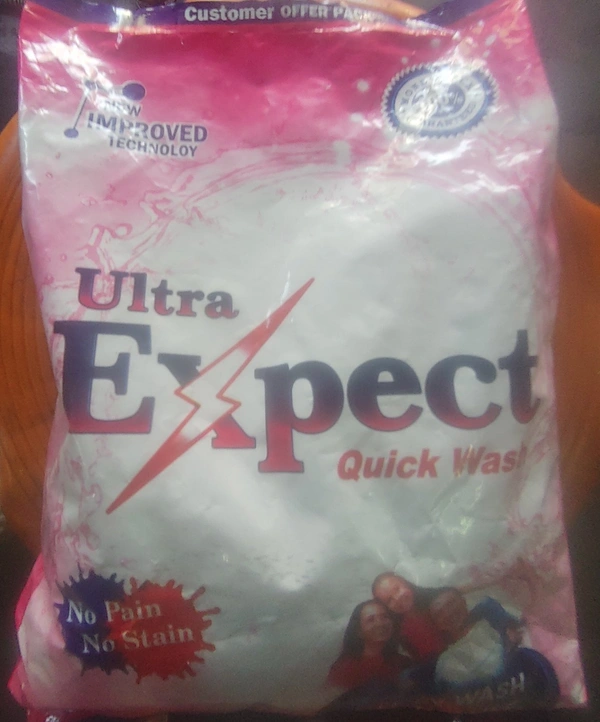 Customer OFFER PACK
NEW
IMPROVED
TECHNOLOY
Ultra
Expect
Quick Wash
No Pain
No Stain
WASH